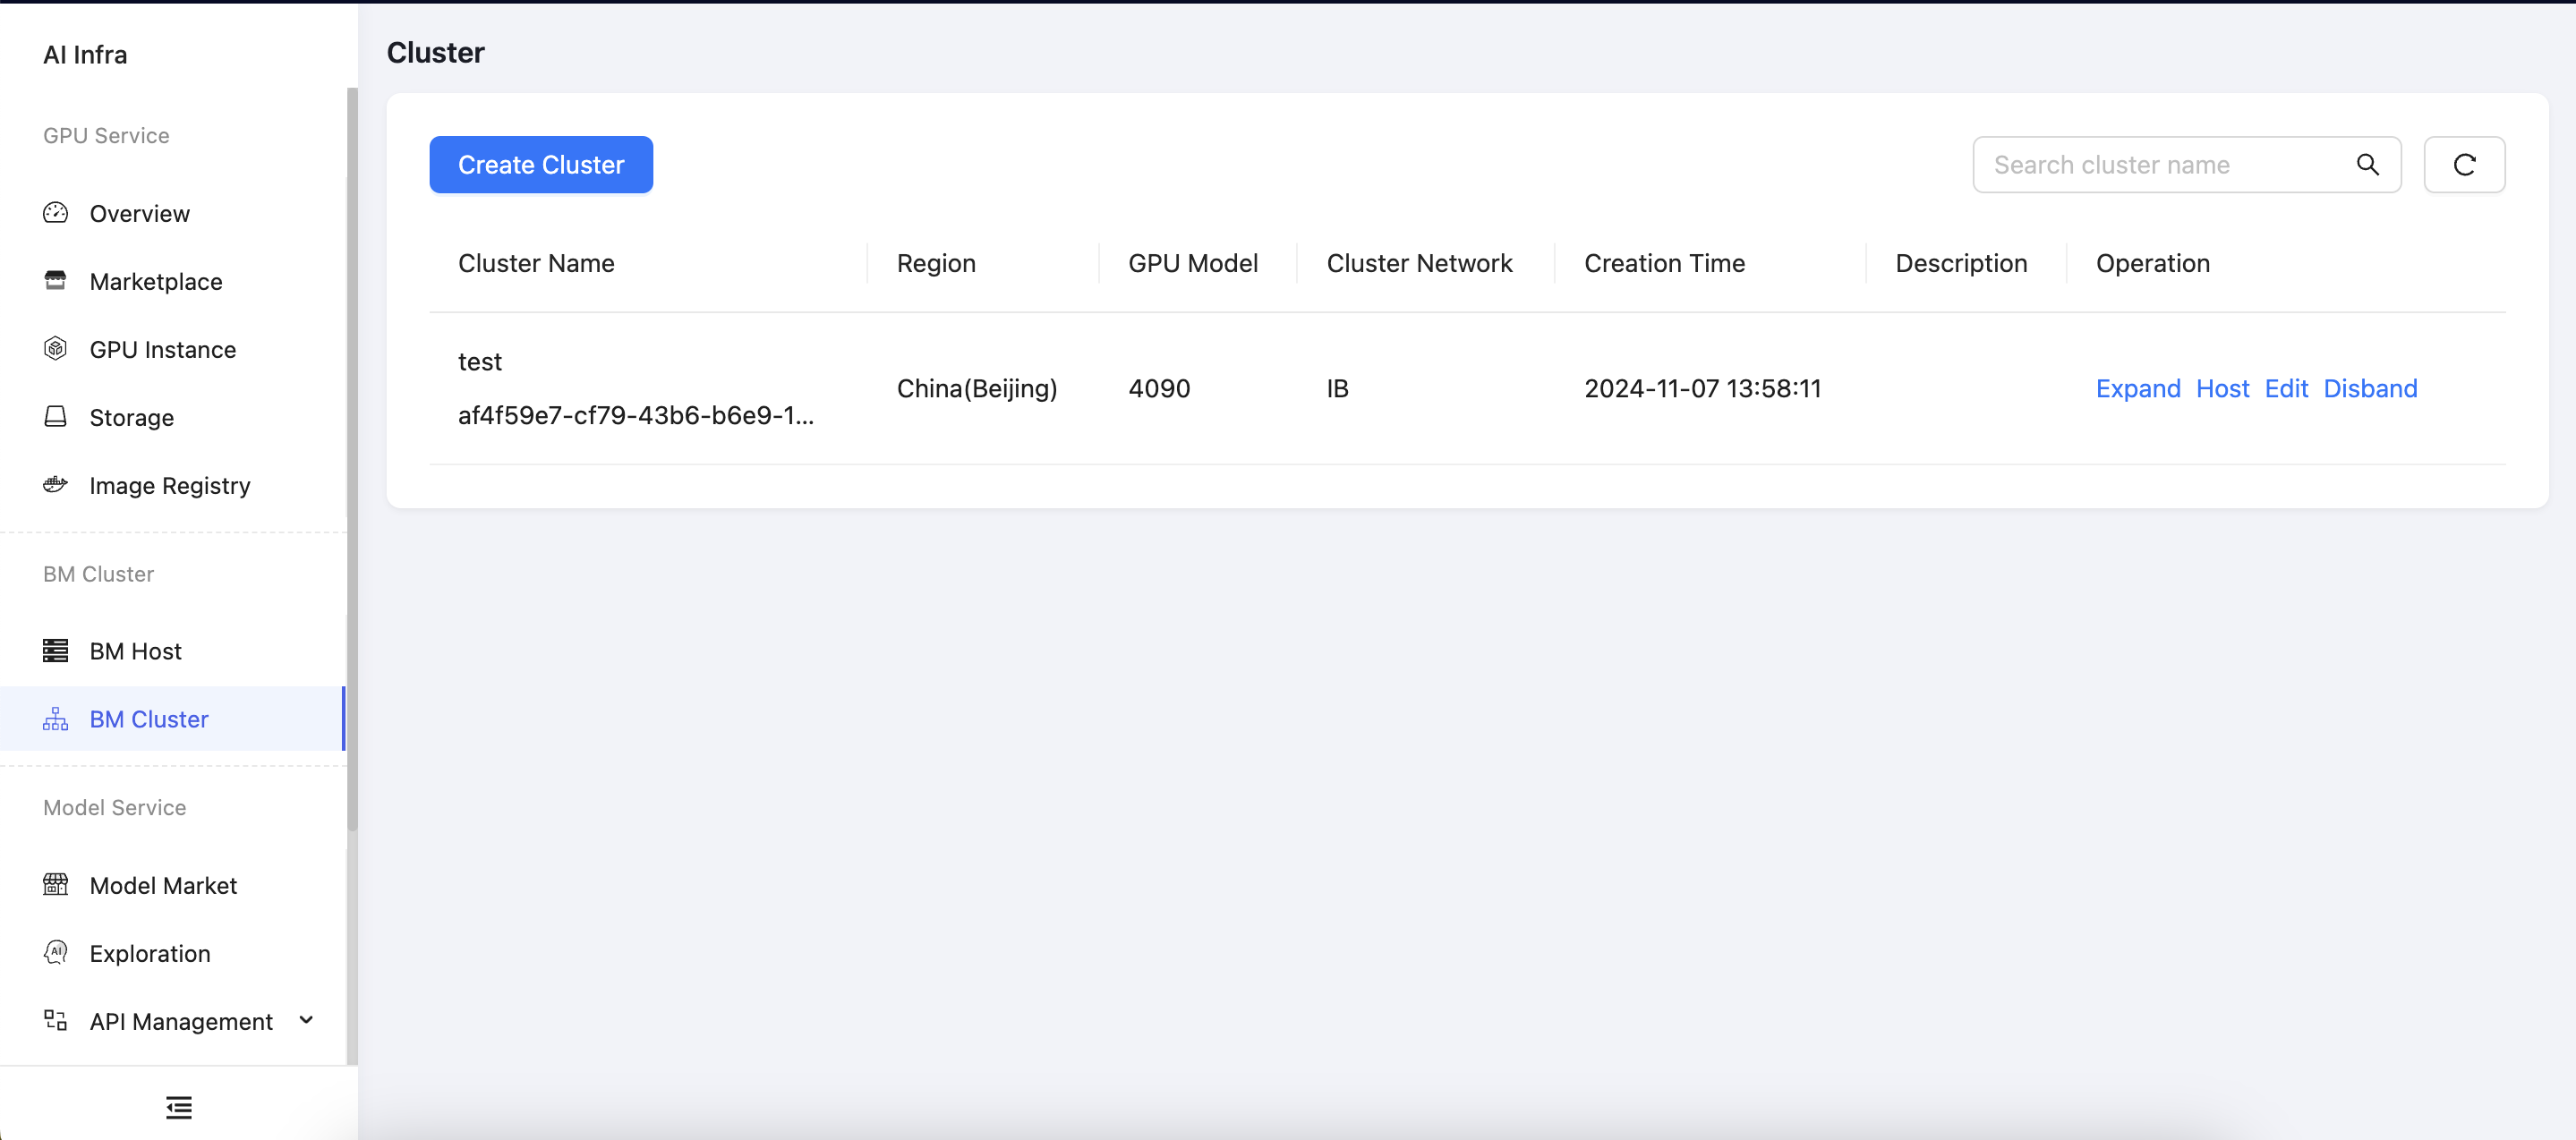 AI Infra
GPU Service
Overview
Marketplace
GPU Instance
Storage
Image Registry
BM Cluster
BM Host
BM Cluster
Model Service
Model Market
AI
Exploration
API Management
Cluster
Create Cluster
Search cluster name
Cluster Name Region GPU Model Cluster Network Creation Time Description Operation
test
af4f59e7-cf79-43b6-b6e9-1...
China(Beijing) 4090 IB 2024-11-07 13:58:11 Expand Host Edit Disband